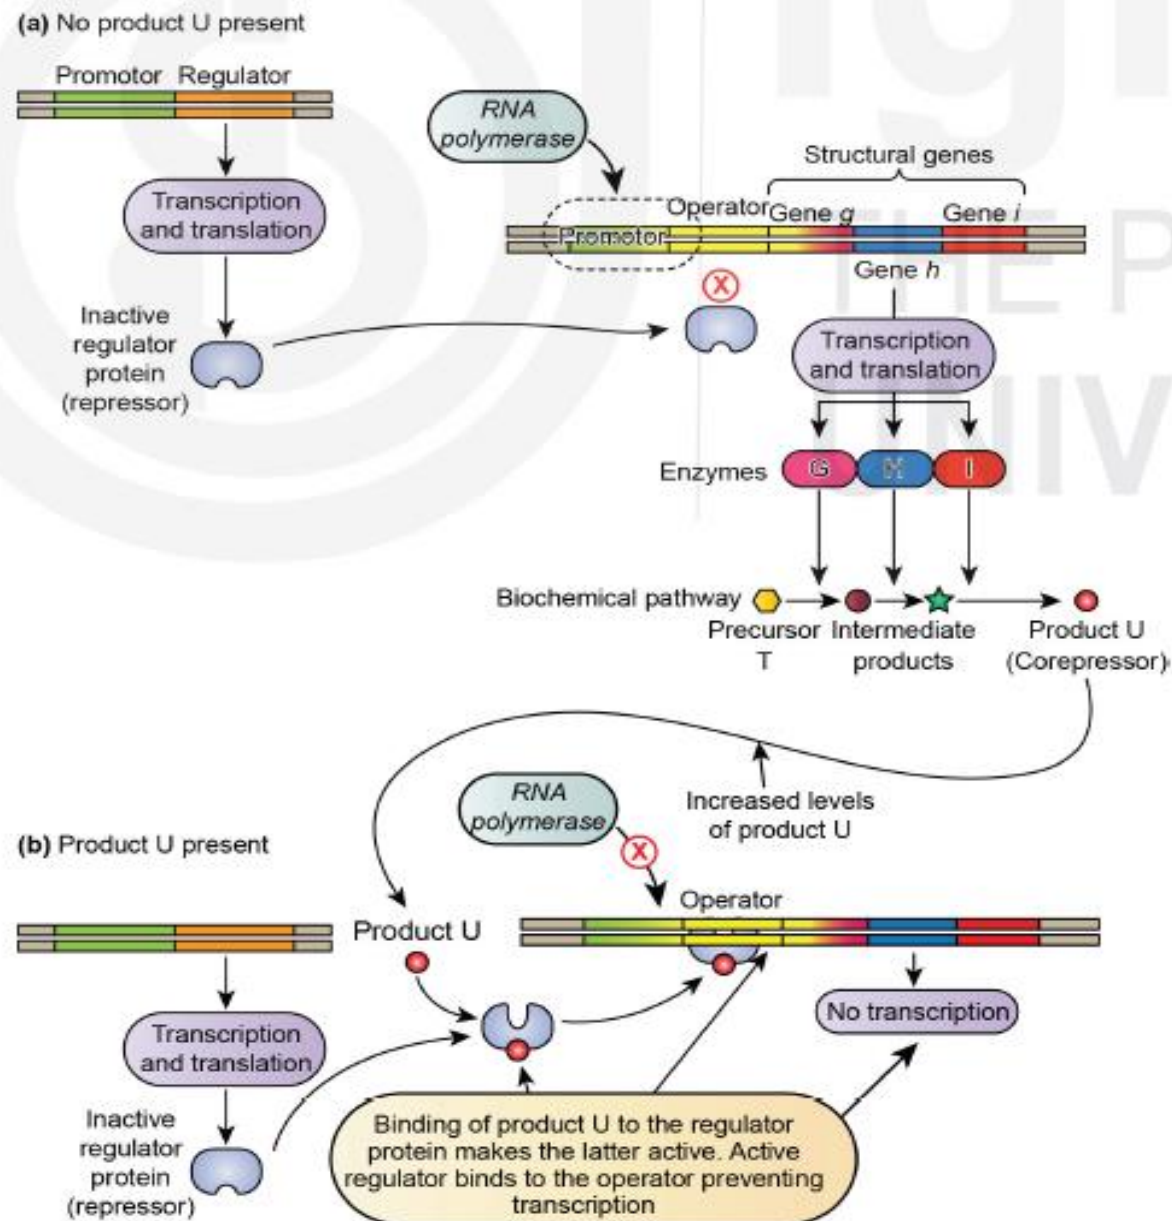 (a) No product U present
Promotor Regulator
RNA
polymerase
Structural genes
Operator
Gene g
Gene i
Promotor
Gene h
Transcription
and translation
X
Inactive
regulator
protein
(repressor)
Transcription
and translation
Enzymes
G
H
I
Biochemical pathway
Precursor
T
Intermediate
products
Product U
(Corepressor)
RNA
polymerase
Increased levels
of product U
X
(b) Product U present
Operator
Product U
No transcription
Transcription
and translation
Inactive
regulator
protein
(repressor)
Binding of product U to the regulator
protein makes the latter active. Active
regulator binds to the operator preventing
transcription
THE P
UNIV